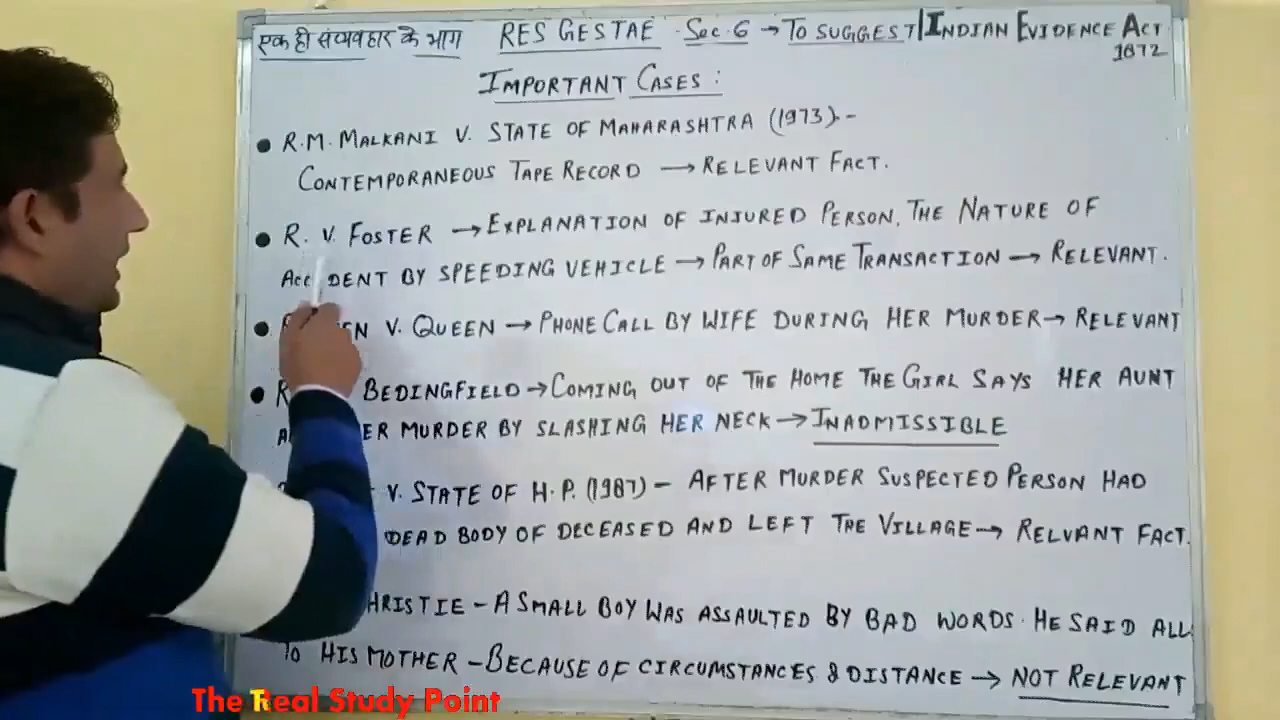 एक ही संव्यवहार के भाग RES GESTAE . Sec. 6 → TO SUGGEST | INDIAN EVIDENCE ACT
1872
IMPORTANT CASES :
• R.M. MALKANI V. STATE OF MAHARASHTRA (1973).-
CONTEMPORANEOUS TAPE RECORD → RELEVANT FACT.
• R. V. FOSTER → EXPLANATION OF INJURED PERSON, THE NATURE OF
DENT BY SPEEDING VEHICLE → PART OF SAME TRANSACTION → RELEVANT.
• V. QUEEN → PHONE CALL BY WIFE DURING HER MURDER → RELEVANT
• BEDINGFIELD → COMING OUT OF THE HOME THE GIRL SAYS HER AUNT
MURDER BY SLASHING HER NECK → INADMISSIBLE
V. STATE OF H.P. (1987) - AFTER MURDER SUSPECTED PERSON HAD
DEAD BODY OF DECEASED AND LEFT THE VILLAGE → RELVANT FACT.
HRISTIE - A SMALL BOY WAS ASSAULTED BY BAD WORDS. HE SAID ALL
TO HIS MOTHER - BECAUSE OF CIRCUMSTANCES & DISTANCE → NOT RELEVANT
The Real Study Point